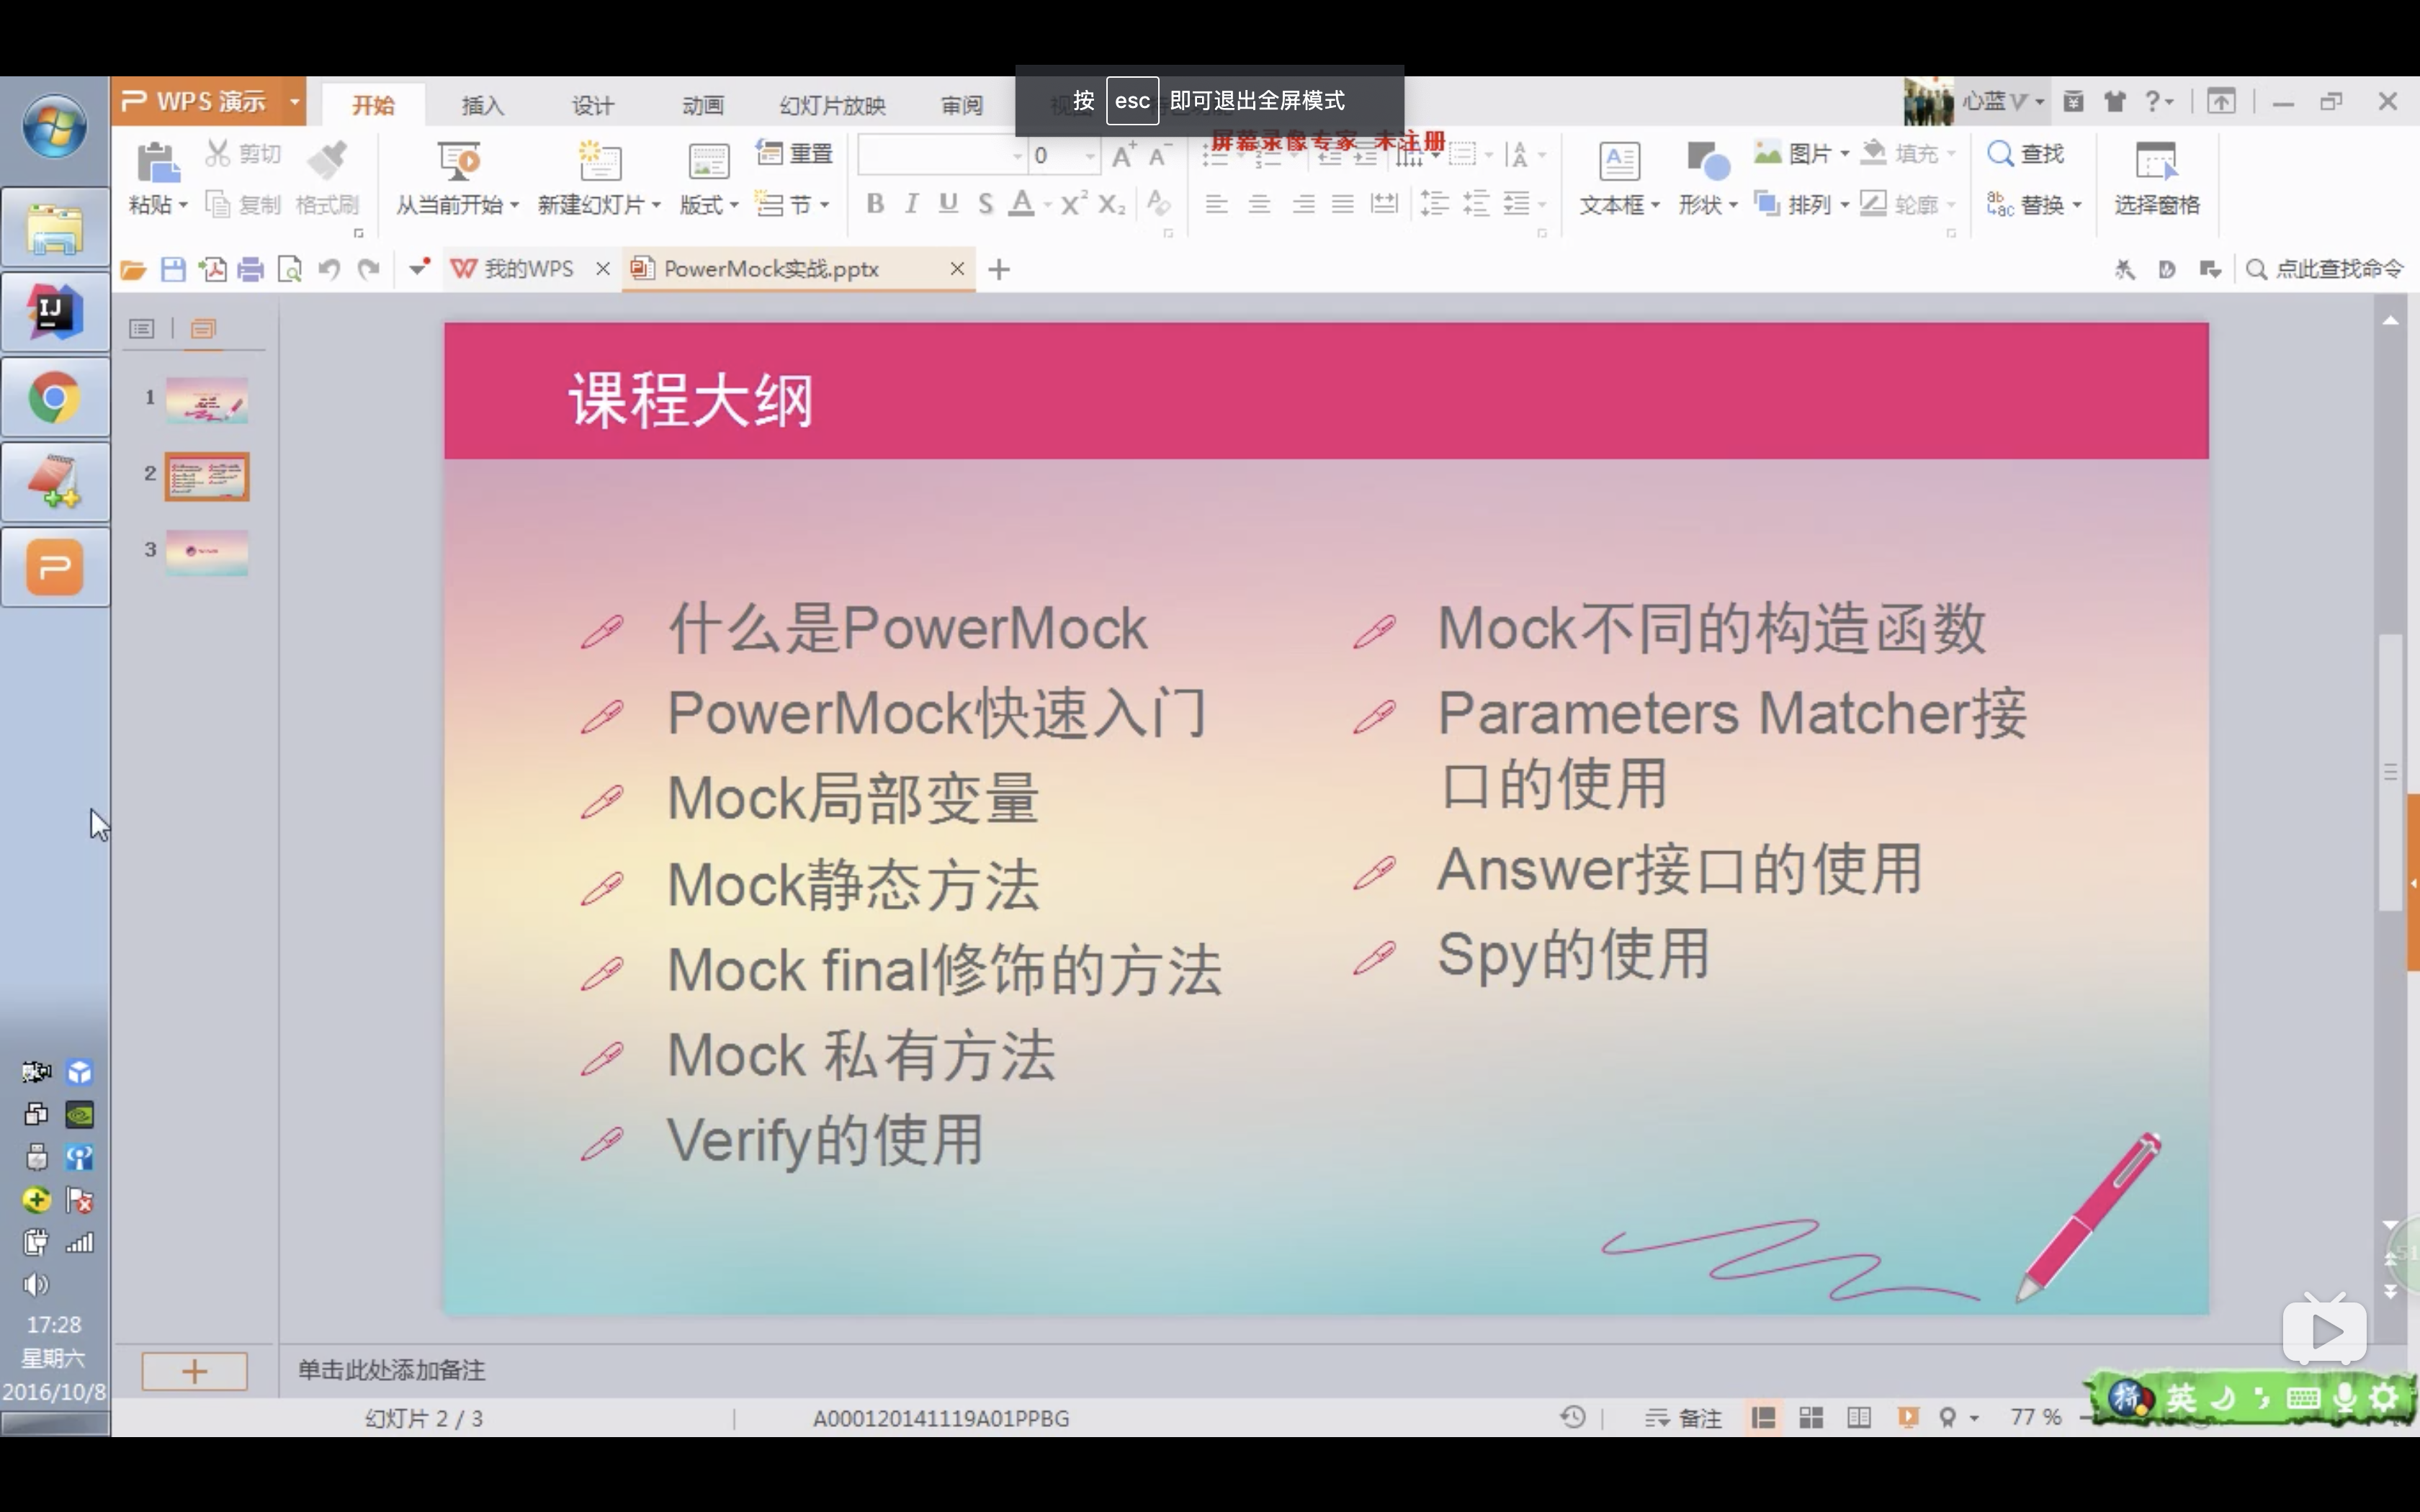 按 esc 即可退出全屏模式
WPS 演示
开始
插入
设计
动画
幻灯片放映
审阅
心蓝
屏幕录像专家 未注册
粘贴
剪切
复制
格式刷
从当前开始
新建幻灯片
版式
重置
节
0
文本框
形状
图片
排列
填充
轮廓
查找
替换
选择窗格
我的WPS
PowerMock实战.pptx
点此查找命令
1
2
3
课程大纲
什么是PowerMock
PowerMock快速入门
Mock局部变量
Mock静态方法
Mock final修饰的方法
Mock 私有方法
Verify的使用
Mock不同的构造函数
Parameters Matcher接
口的使用
Answer接口的使用
Spy的使用
17:28
星期六
2016/10/8
单击此处添加备注
幻灯片 2 / 3
A000120141119A01PPBG
备注
77 %
拼 英